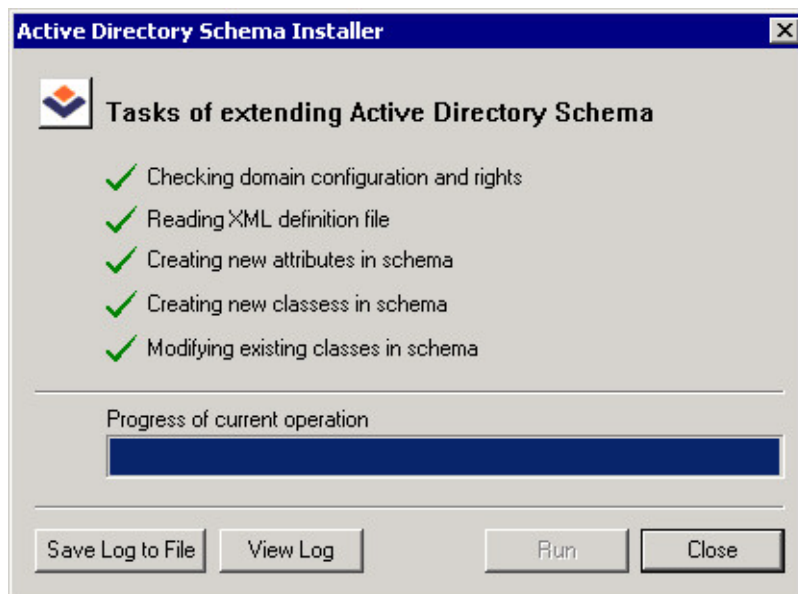 Active Directory Schema Installer
Tasks of extending Active Directory Schema
Checking domain configuration and rights
Reading XML definition file
Creating new attributes in schema
Creating new classess in schema
Modifying existing classes in schema
Progress of current operation
Save Log to File View Log Run Close